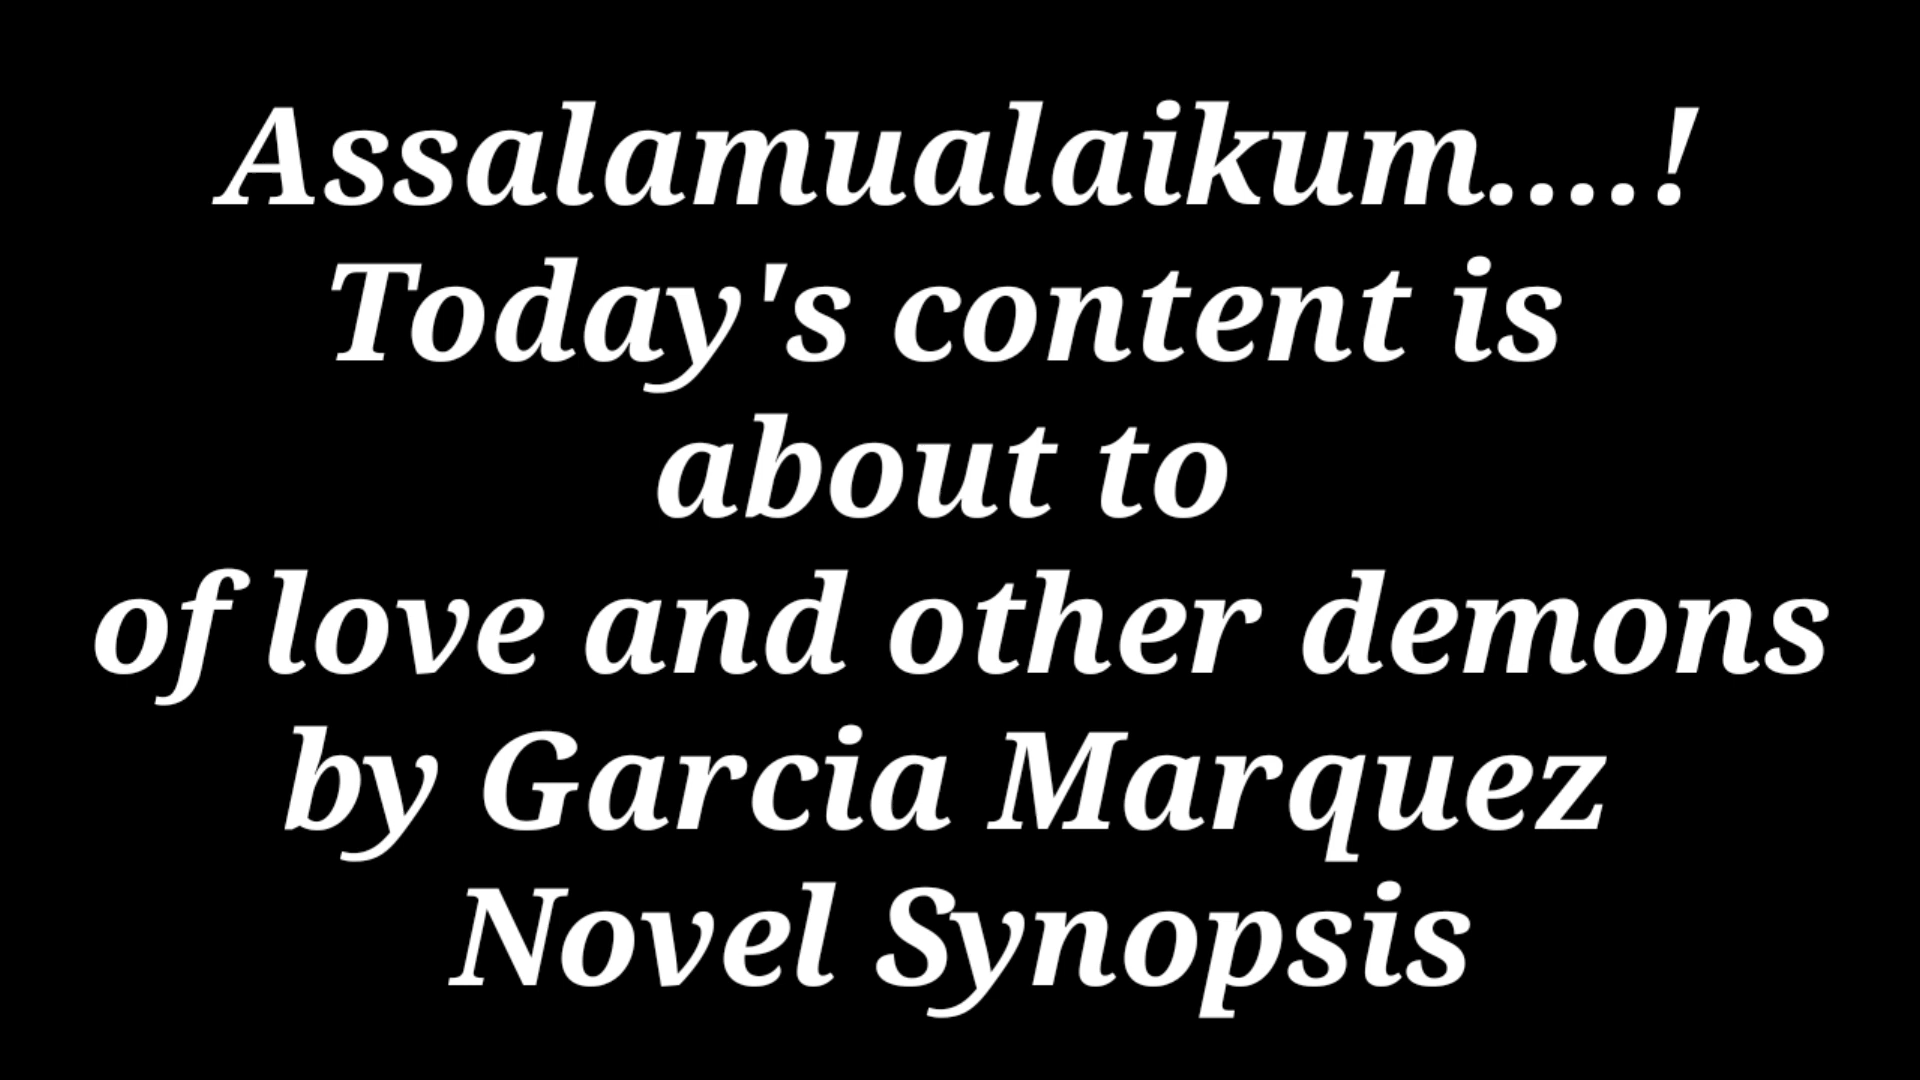 Assalamualaikum....!
Today's content is
about to
of love and other demons
by Garcia Marquez
Novel Synopsis